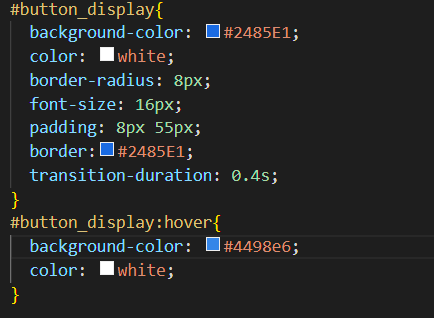 #button_display{
background-color: #2485E1;
color: white;
border-radius: 8px;
font-size: 16px;
padding: 8px 55px;
border: #2485E1;
transition-duration: 0.4s;
}
#button_display:hover{
background-color: #4498e6;
color: white;
}